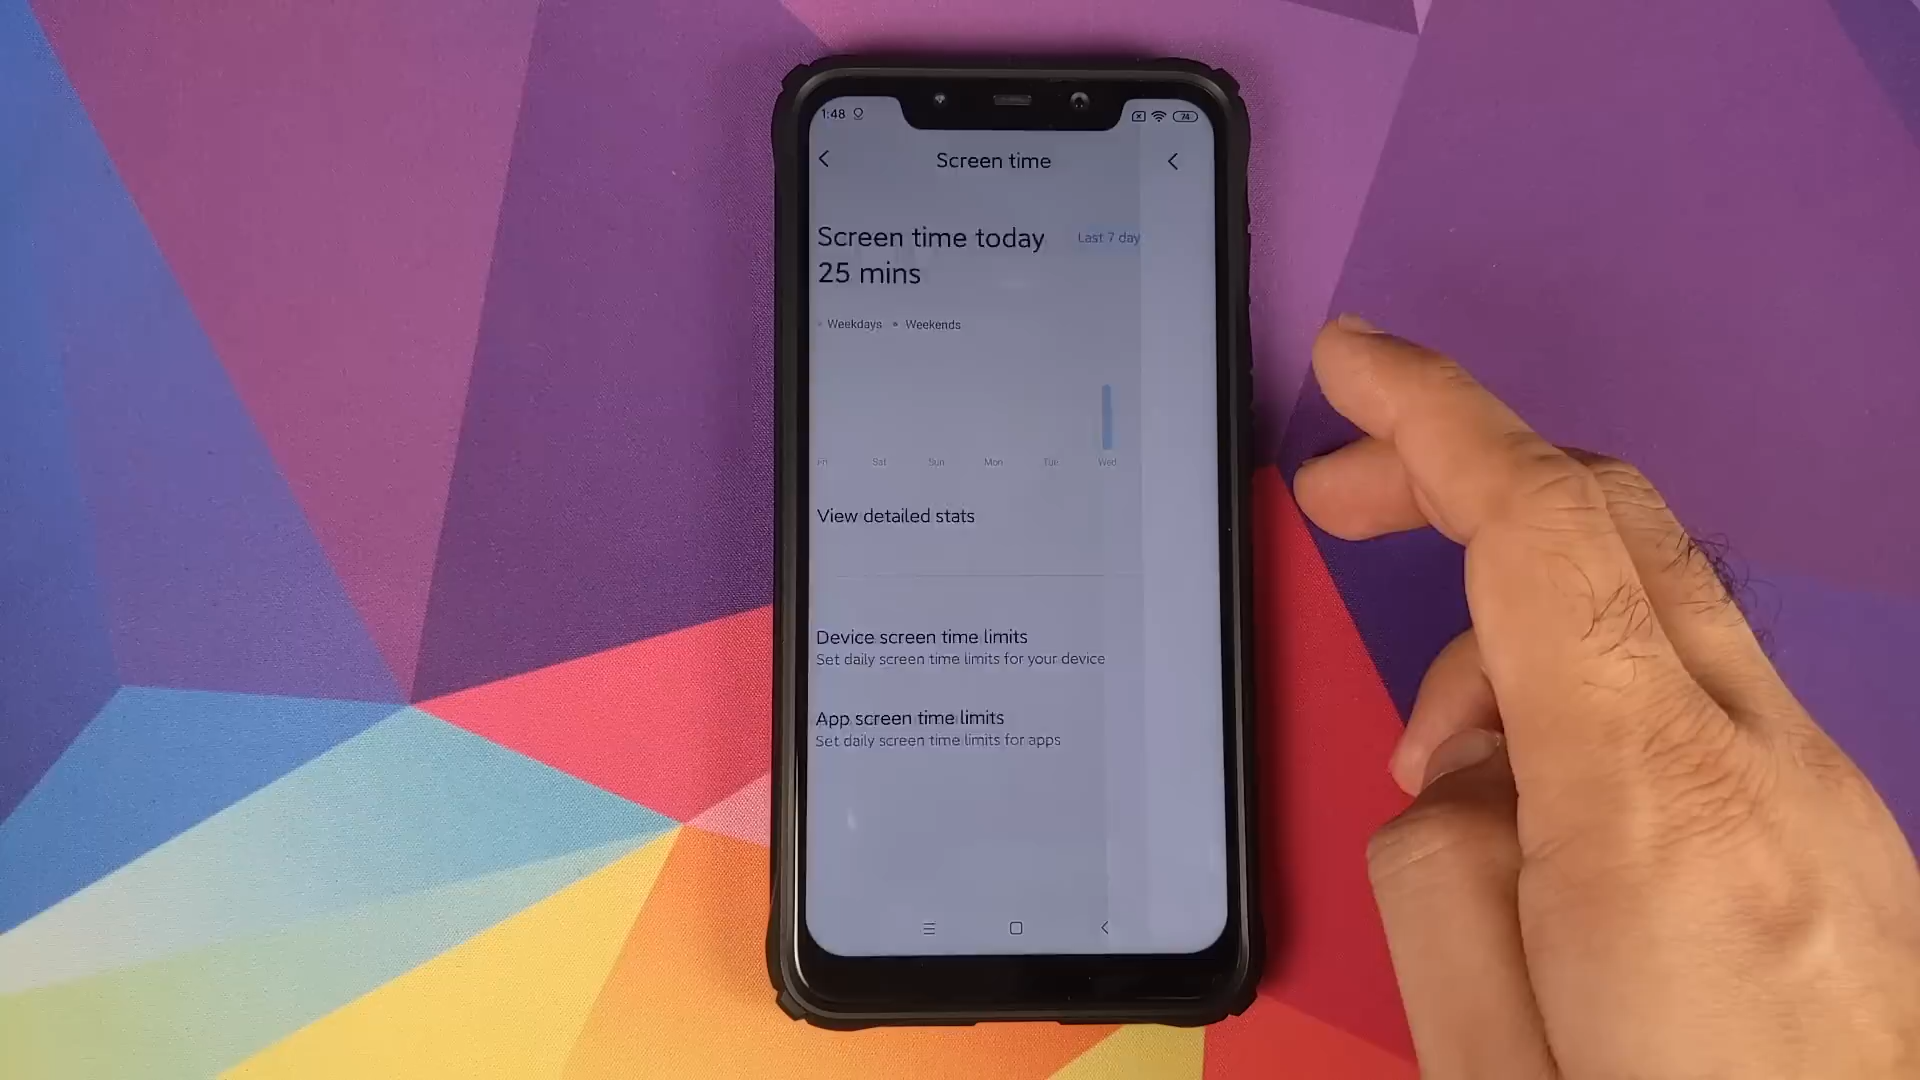 1:48
74
Screen time
Screen time today
Last 7 day
25 mins
Weekdays Weekends
Fri Sat Sun Mon Tue Wed
View detailed stats
Device screen time limits
Set daily screen time limits for your device
App screen time limits
Set daily screen time limits for apps